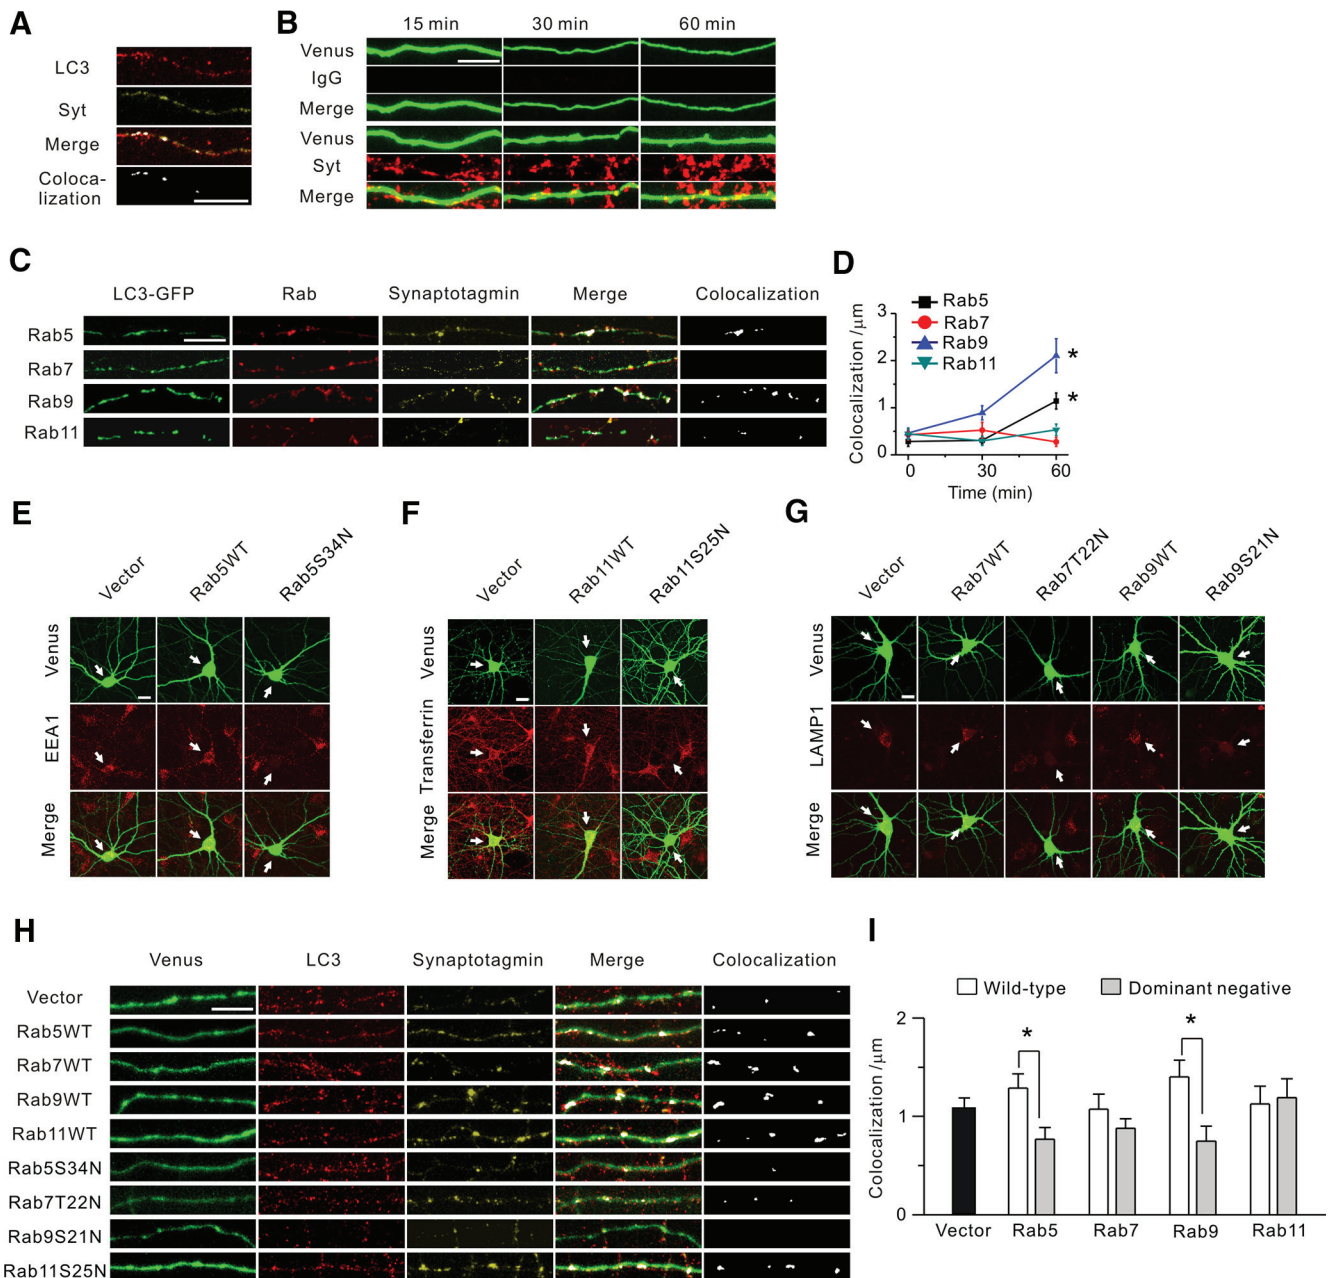 A
LC3
Syt
Merge
Coloca-
lization
B
15 min 30 min 60 min
Venus
IgG
Merge
Venus
Syt
Merge
C
LC3-GFP Rab Synaptotagmin Merge Colocalization
Rab5
Rab7
Rab9
Rab11
D
Rab5
Rab7
Rab9
Rab11
3
2
1
0
Colocalization /μm
*
*
0 30 60
Time (min)
E
Vector Rab5WT Rab5S34N
Venus
EEA1
Merge
F
Vector Rab11WT Rab11S25N
Venus
Transferrin
Merge
G
Vector Rab7WT Rab7T22N Rab9WT Rab9S21N
Venus
LAMP1
Merge
H
Venus LC3 Synaptotagmin Merge Colocalization
Vector
Rab5WT
Rab7WT
Rab9WT
Rab11WT
Rab5S34N
Rab7T22N
Rab9S21N
Rab11S25N
I
Wild-type Dominant negative
2
1
0
Colocalization /μm
* *
Vector Rab5 Rab7 Rab9 Rab11